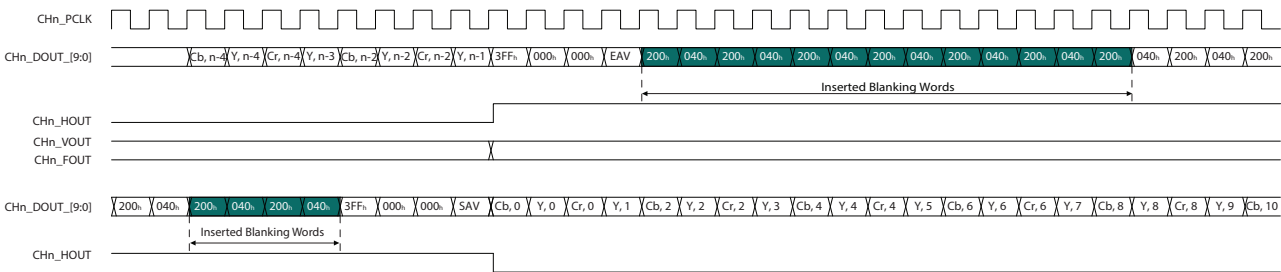 CHn_PCLK
CHn_DOUT_[9:0] Cb, n-4 Y, n-4 Cr, n-4 Y, n-3 Cb, n-2 Y, n-2 Cr, n-2 Y, n-1 3FFh 000h 000h EAV 200h 040h 200h 040h 200h 040h 200h 040h 200h 040h 200h 040h 200h 040h 200h 040h 200h
Inserted Blanking Words
CHn_HOUT
CHn_VOUT
CHn_FOUT
CHn_DOUT_[9:0] 200h 040h 200h 040h 200h 040h 3FFh 000h 000h SAV Cb, 0 Y, 0 Cr, 0 Y, 1 Cb, 2 Y, 2 Cr, 2 Y, 3 Cb, 4 Y, 4 Cr, 4 Y, 5 Cb, 6 Y, 6 Cr, 6 Y, 7 Cb, 8 Y, 8 Cr, 8 Y, 9 Cb, 10
Inserted Blanking Words
CHn_HOUT